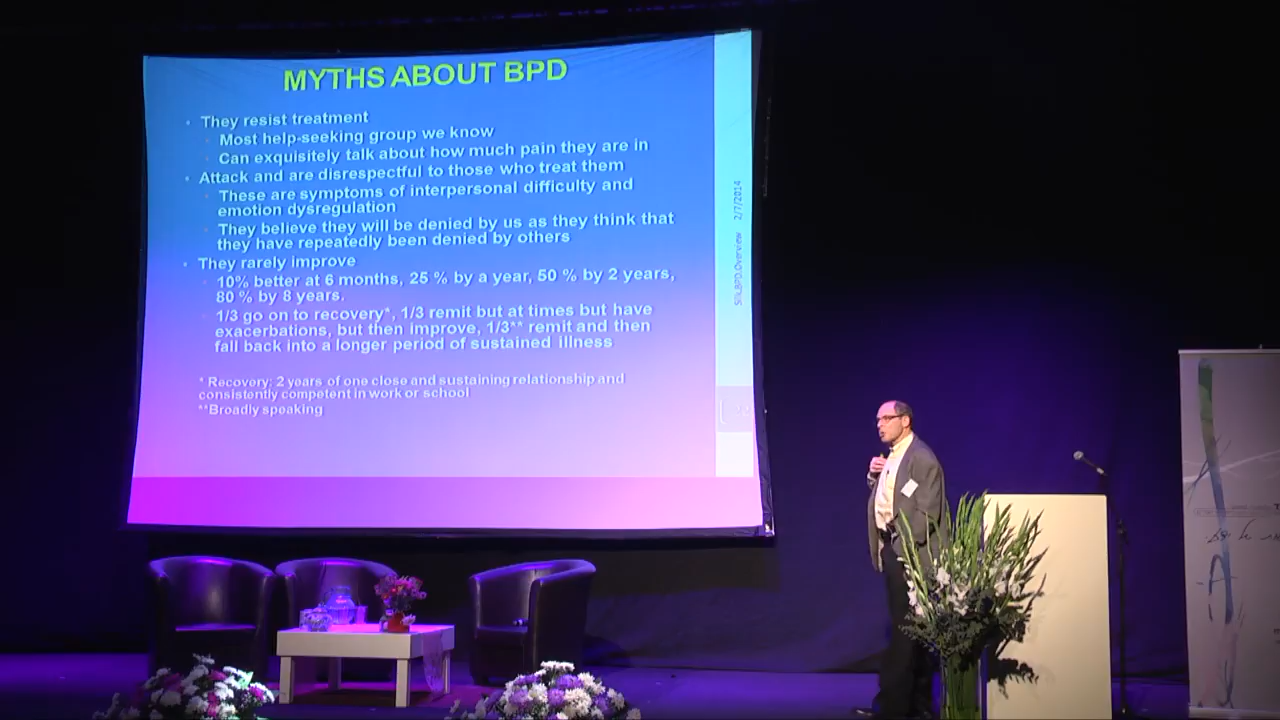 MYTHS ABOUT BPD
They resist treatment
Most help-seeking group we know
Can exquisitely talk about how much pain they are in
Attack and are disrespectful to those who treat them
These are symptoms of interpersonal difficulty and
emotion dysregulation
They believe they will be denied by us as they think that
they have repeatedly been denied by others
They rarely improve
10% better at 6 months, 25 % by a year, 50 % by 2 years,
80 % by 8 years.
1/3 go on to recovery*, 1/3 remit but at times but have
exacerbations, but then improve, 1/3** remit and then
fall back into a longer period of sustained illness
* Recovery: 2 years of one close and sustaining relationship and
consistently competent in work or school
**Broadly speaking
Silk.BPD.Overview 2/7/2014